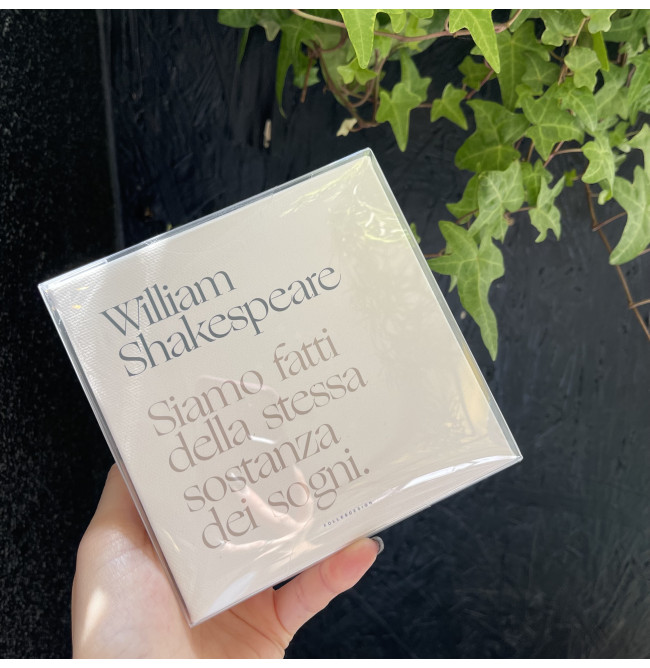 William
Shakespeare
Siamo fatti
della stessa
sostanza
dei sogni.